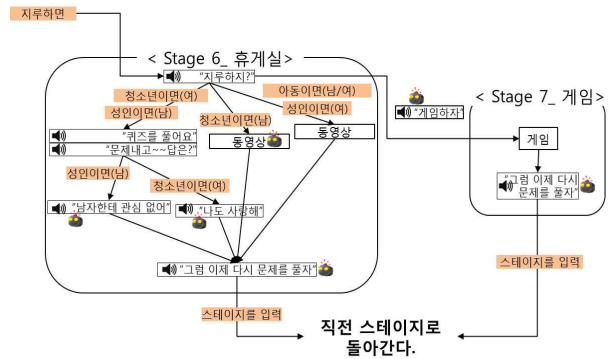 지루하면
< Stage 6_ 휴게실>
"지루하지?"
청소년이면(여)
성인이면(남)
청소년이면(남)
아동이면(남/여)
성인이면(여)
"퀴즈를 풀어요"
"문제내고~~답은?"
동영상
동영상
성인이면(남)
청소년이면(여)
"남자한테 관심 없어"
"나도 사랑해"
"그럼 이제 다시 문제를 풀자"
스테이지를 입력
"게임하자"
< Stage 7_ 게임>
게임
"그럼 이제 다시
문제를 풀자"
스테이지를 입력
직전 스테이지로
돌아간다.